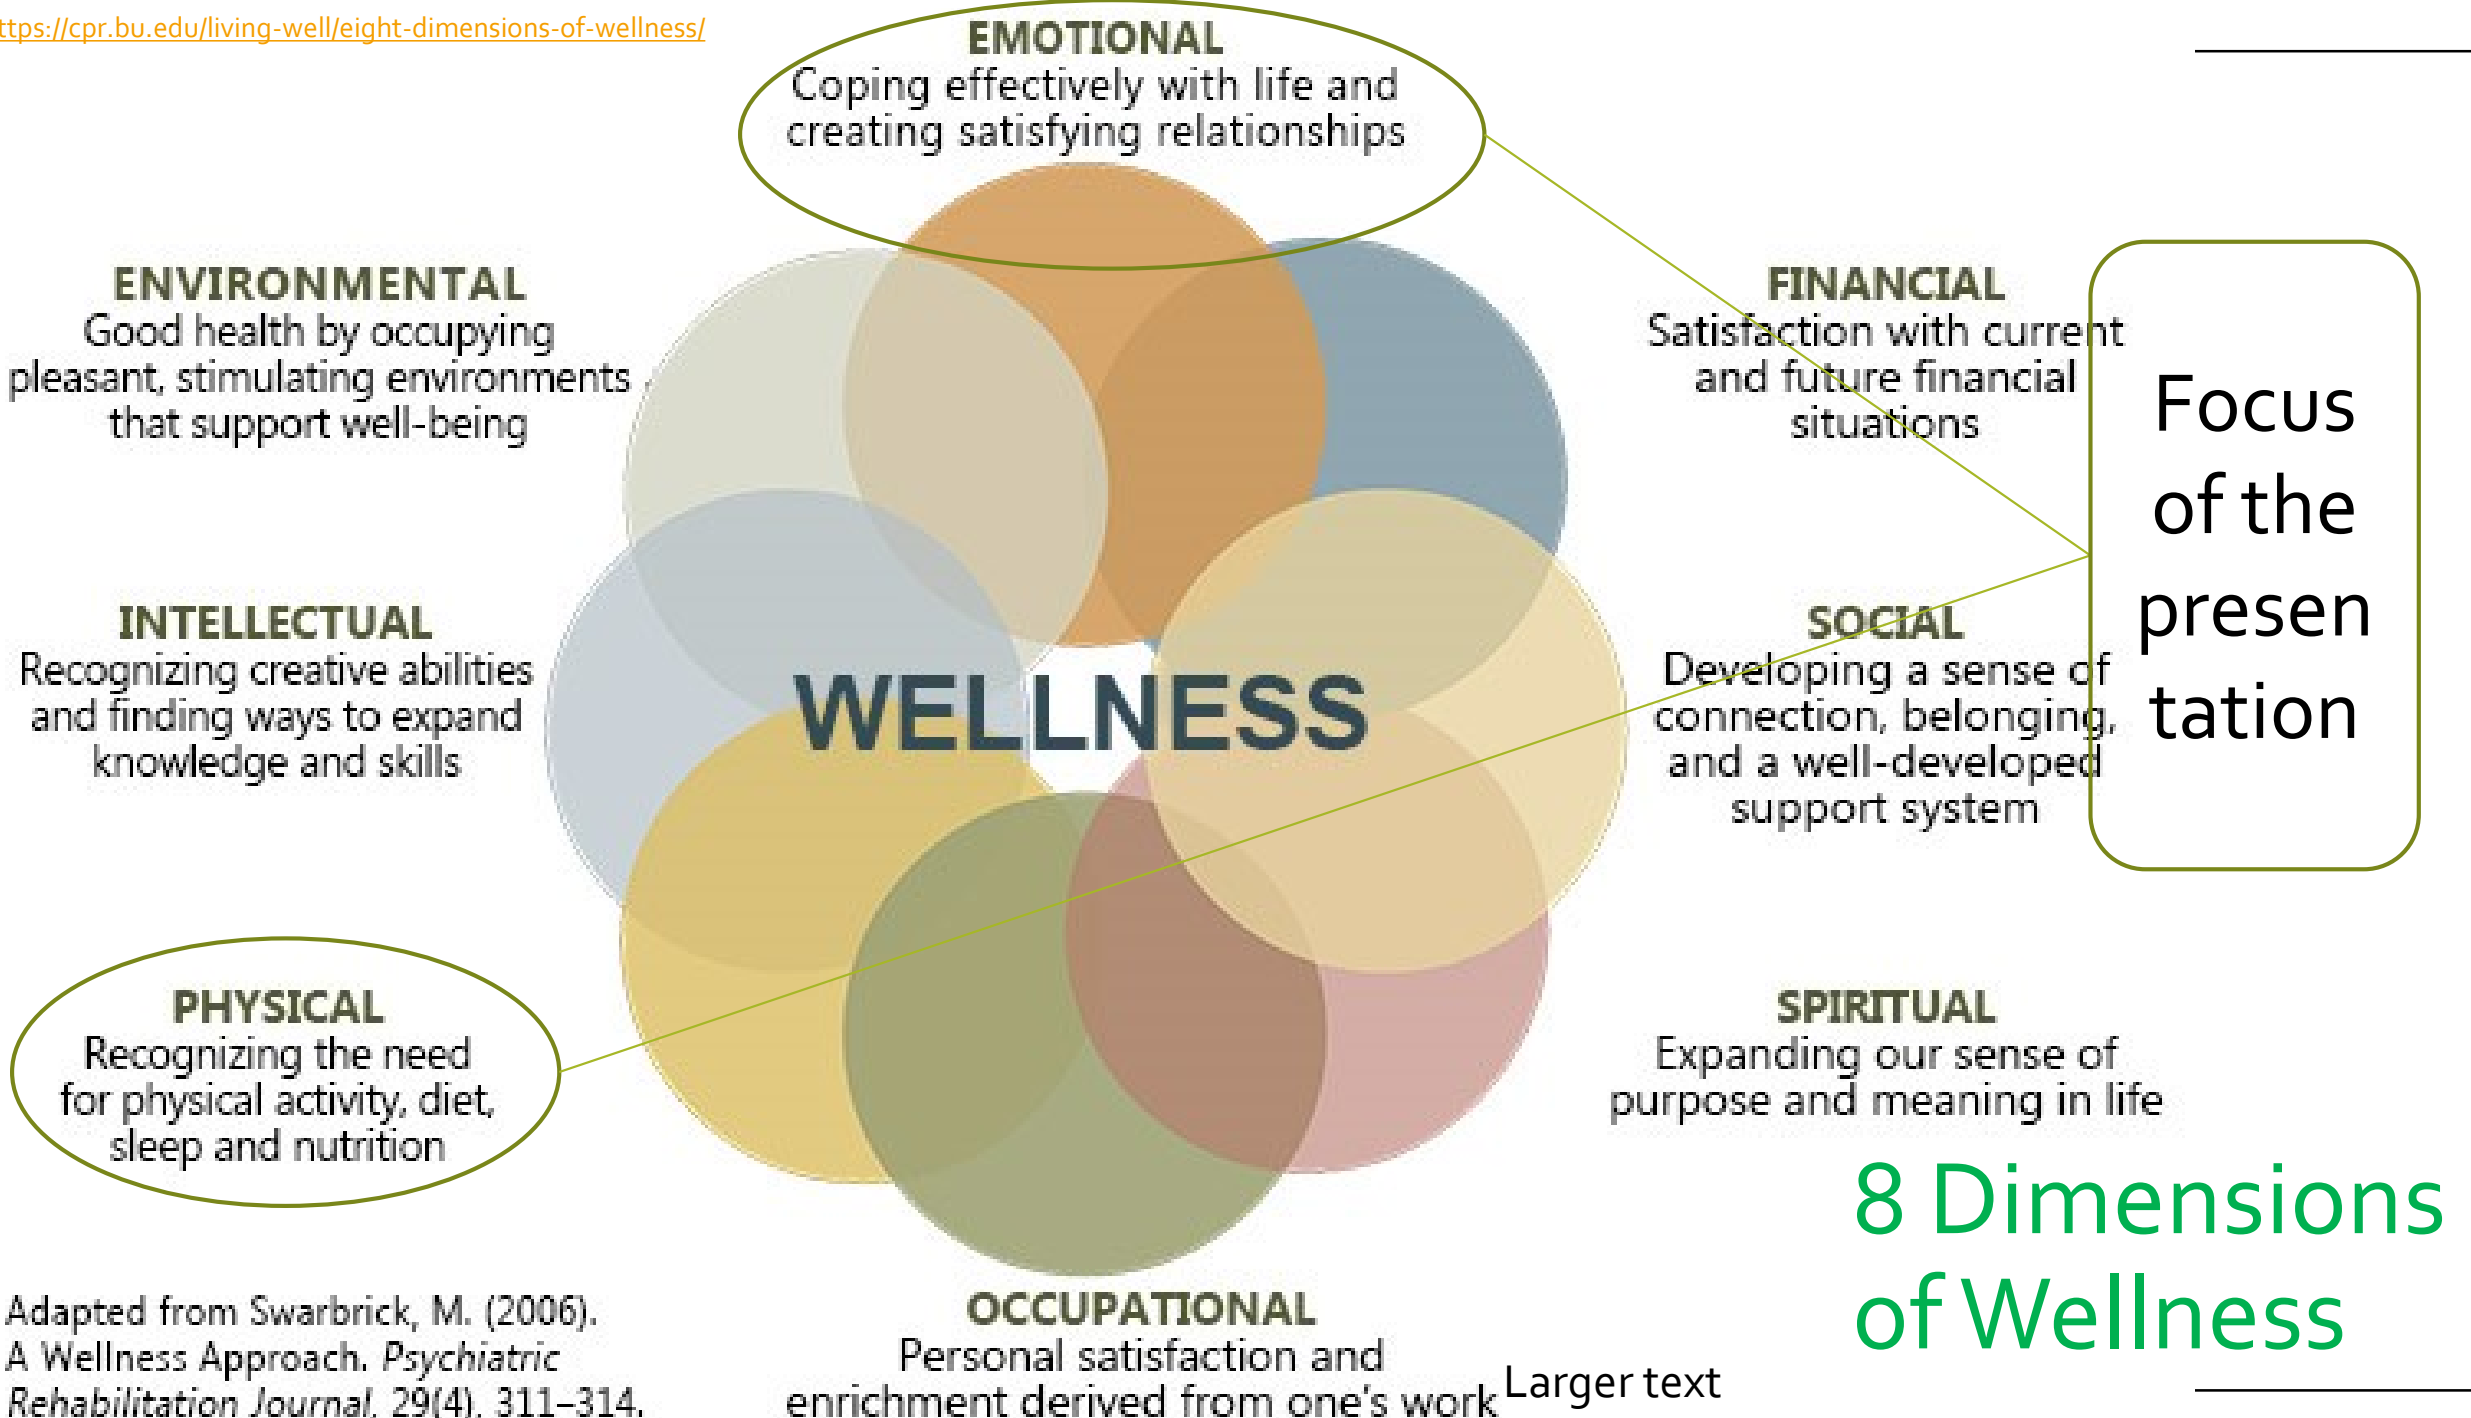 ttps://cpr.bu.edu/living-well/eight-dimensions-of-wellness/
EMOTIONAL
Coping effectively with life and
creating satisfying relationships
ENVIRONMENTAL
Good health by occupying
pleasant, stimulating environments
that support well-being
FINANCIAL
Satisfaction with current
and future financial
situations
Focus
of the
presen
tation
INTELLECTUAL
Recognizing creative abilities
and finding ways to expand
knowledge and skills
WELLNESS
SOCIAL
Developing a sense of
connection, belonging,
and a well-developed
support system
PHYSICAL
Recognizing the need
for physical activity, diet,
sleep and nutrition
SPIRITUAL
Expanding our sense of
purpose and meaning in life
8 Dimensions
of Wellness
Adapted from Swarbrick, M. (2006).
A Wellness Approach. Psychiatric
Rehabilitation Journal, 29(4), 311–314.
OCCUPATIONAL
Personal satisfaction and
enrichment derived from one's work
Larger text